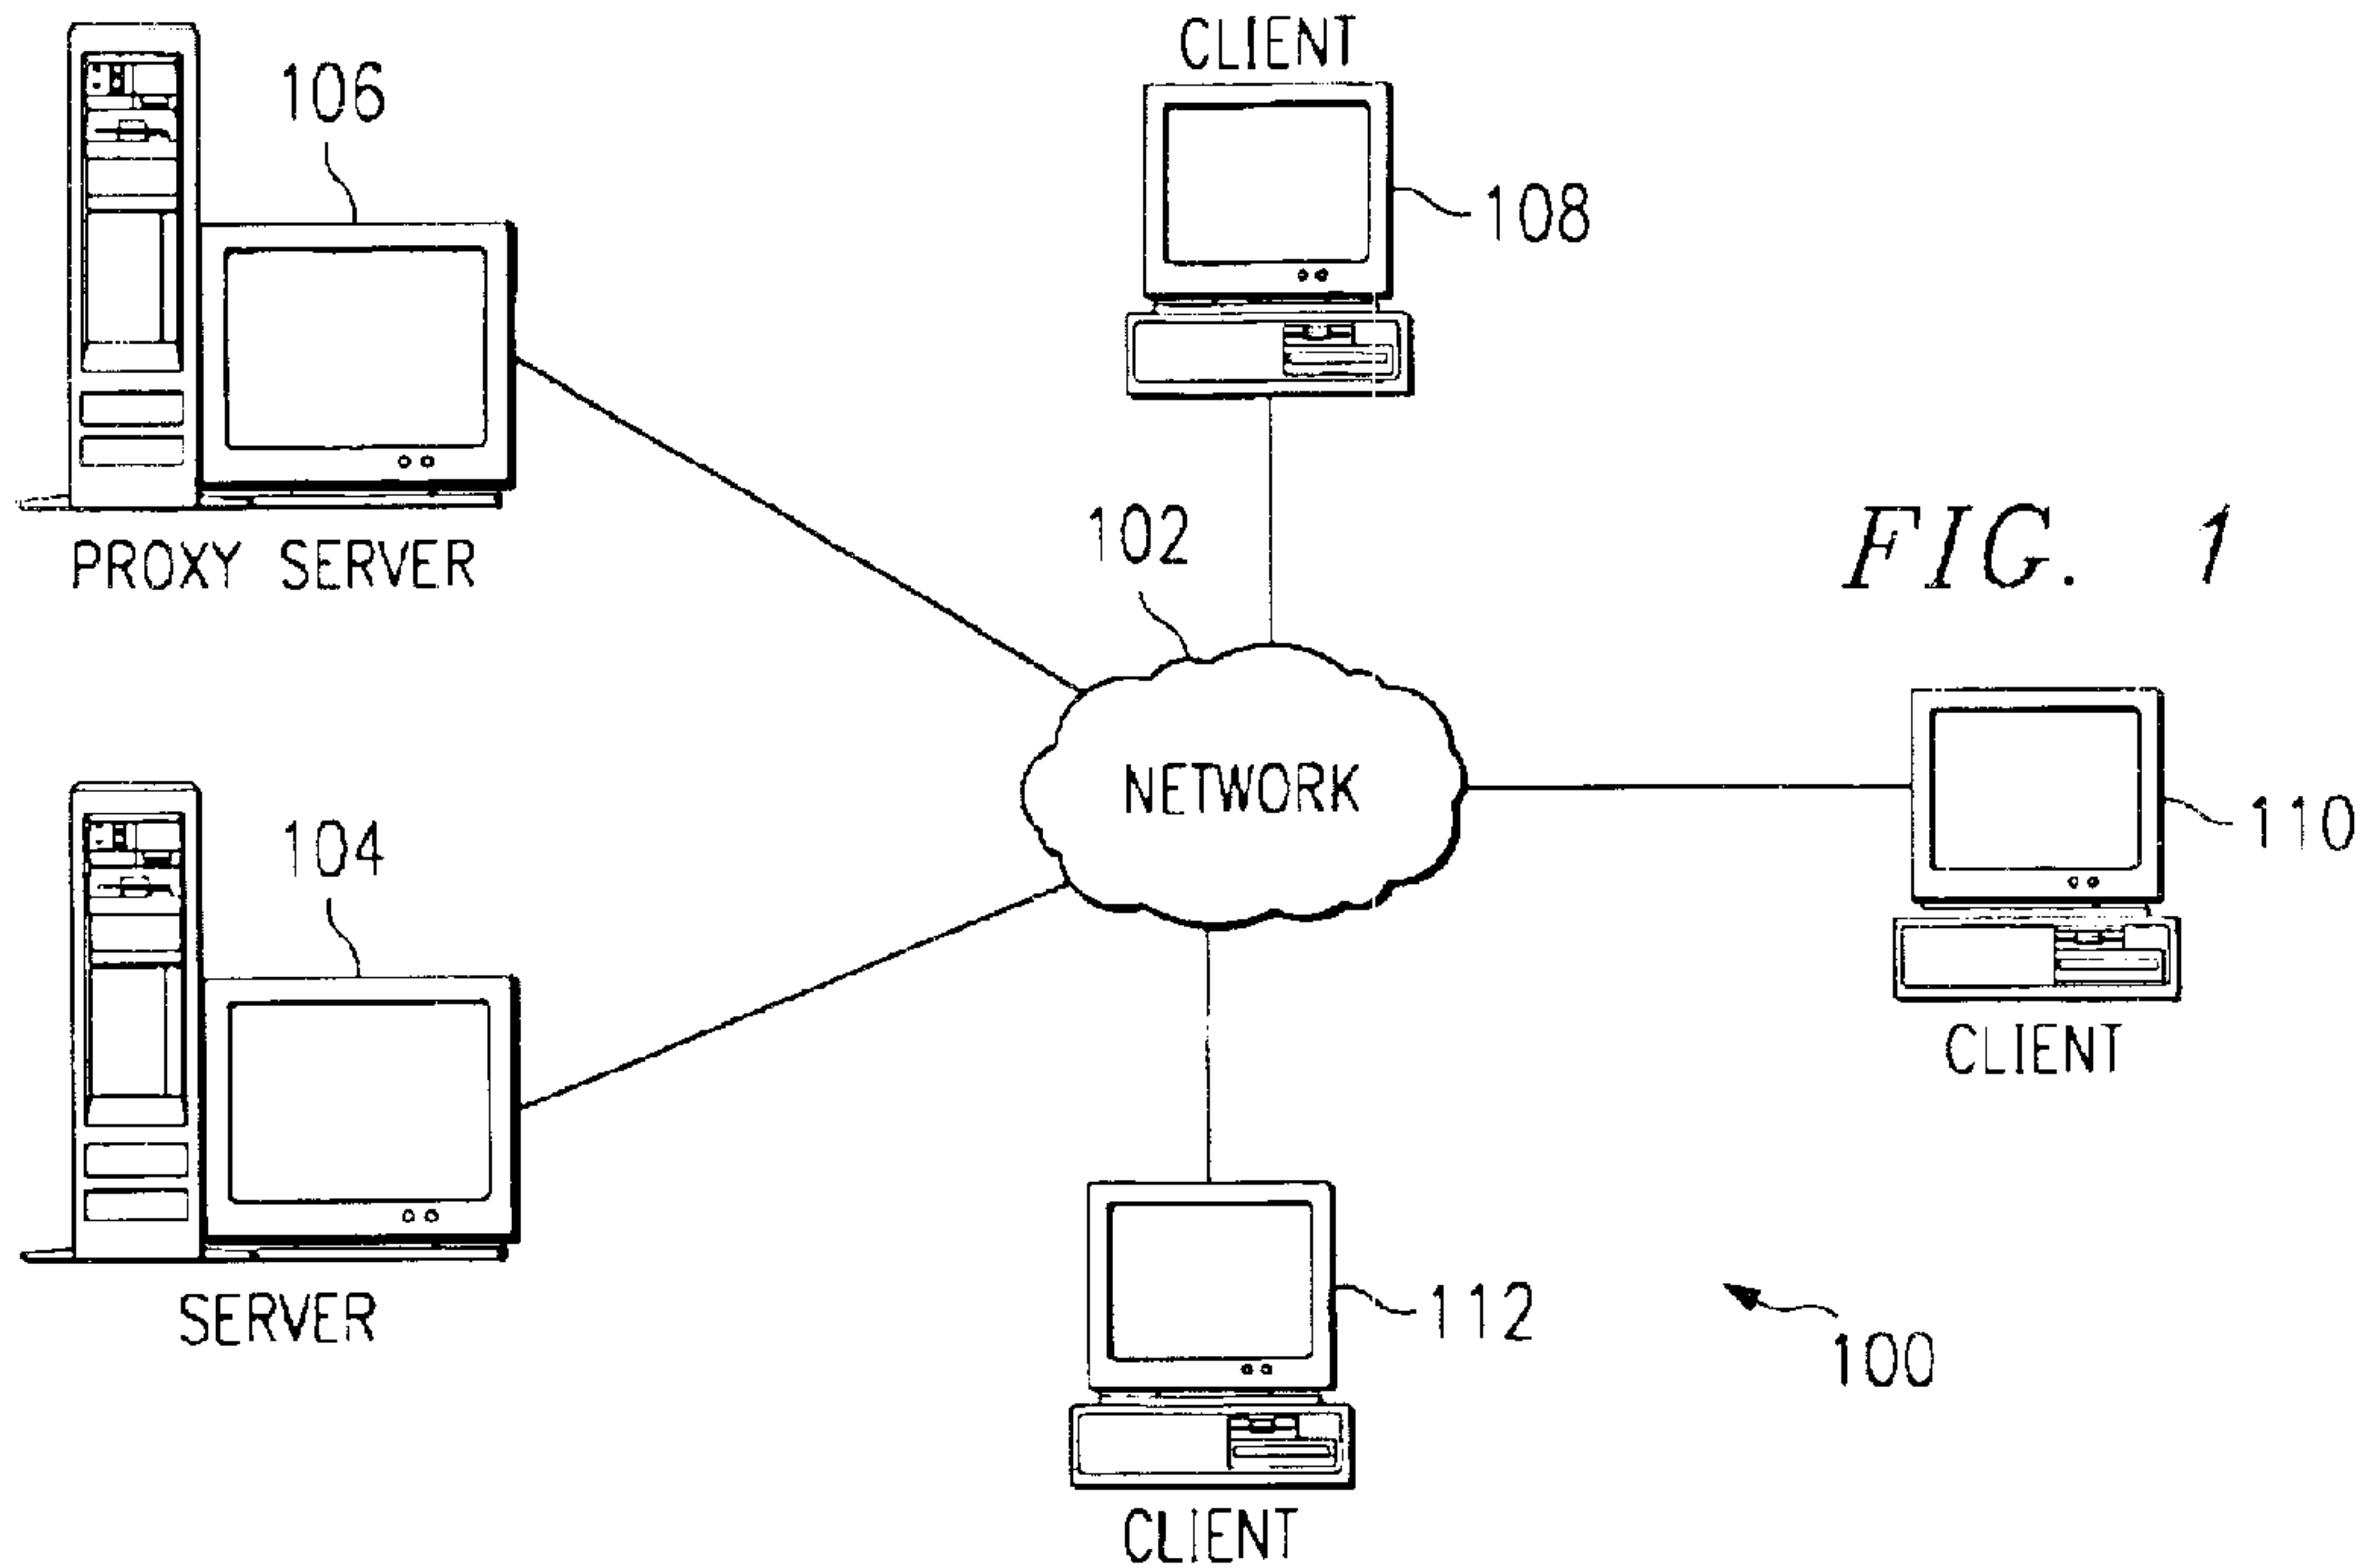 CLIENT
106
108
102
PROXY SERVER
FIG. 1
NETWORK
110
104
CLIENT
SERVER
112
100
CLIENT